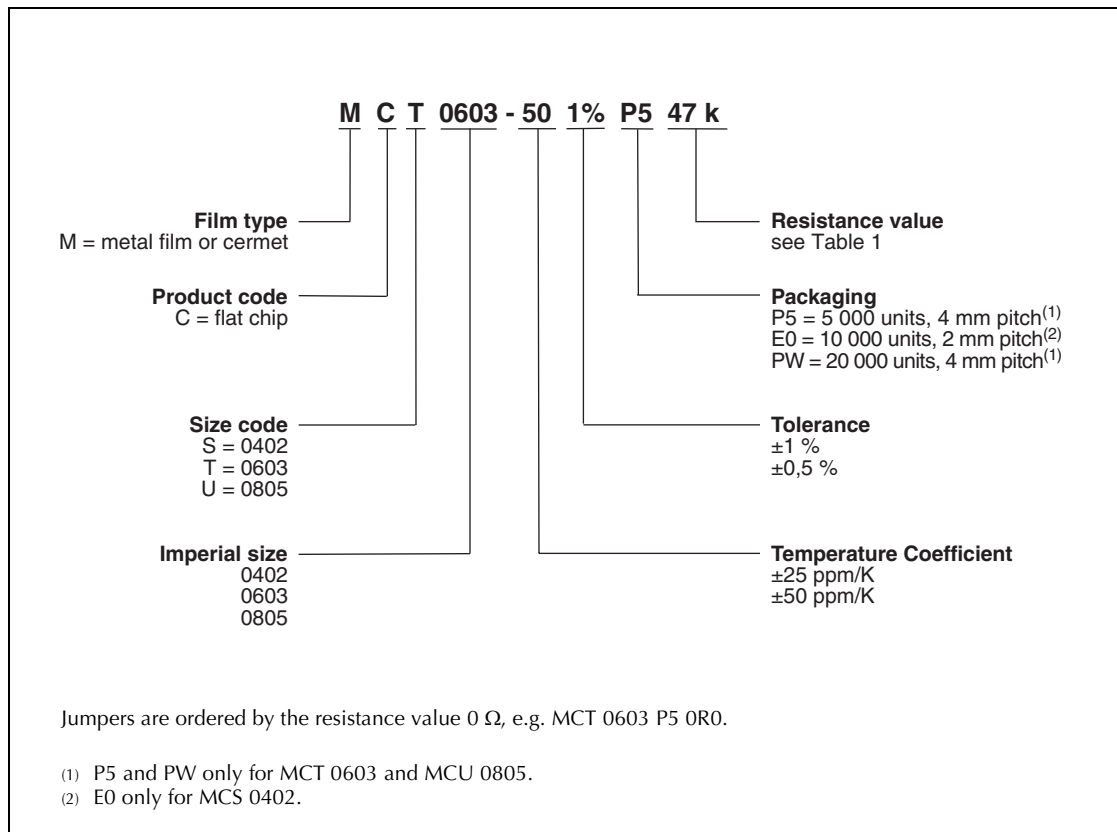 M C T 0603 - 50 1% P5 47 k
Film type
M = metal film or cermet
Product code
C = flat chip
Size code
S = 0402
T = 0603
U = 0805
Imperial size
0402
0603
0805
Resistance value
see Table 1
Packaging
P5 = 5 000 units, 4 mm pitch(1)
E0 = 10 000 units, 2 mm pitch(2)
PW = 20 000 units, 4 mm pitch(1)
Tolerance
±1 %
±0,5 %
Temperature Coefficient
±25 ppm/K
±50 ppm/K
Jumpers are ordered by the resistance value 0 Ω, e.g. MCT 0603 P5 0R0.
(1) P5 and PW only for MCT 0603 and MCU 0805.
(2) E0 only for MCS 0402.